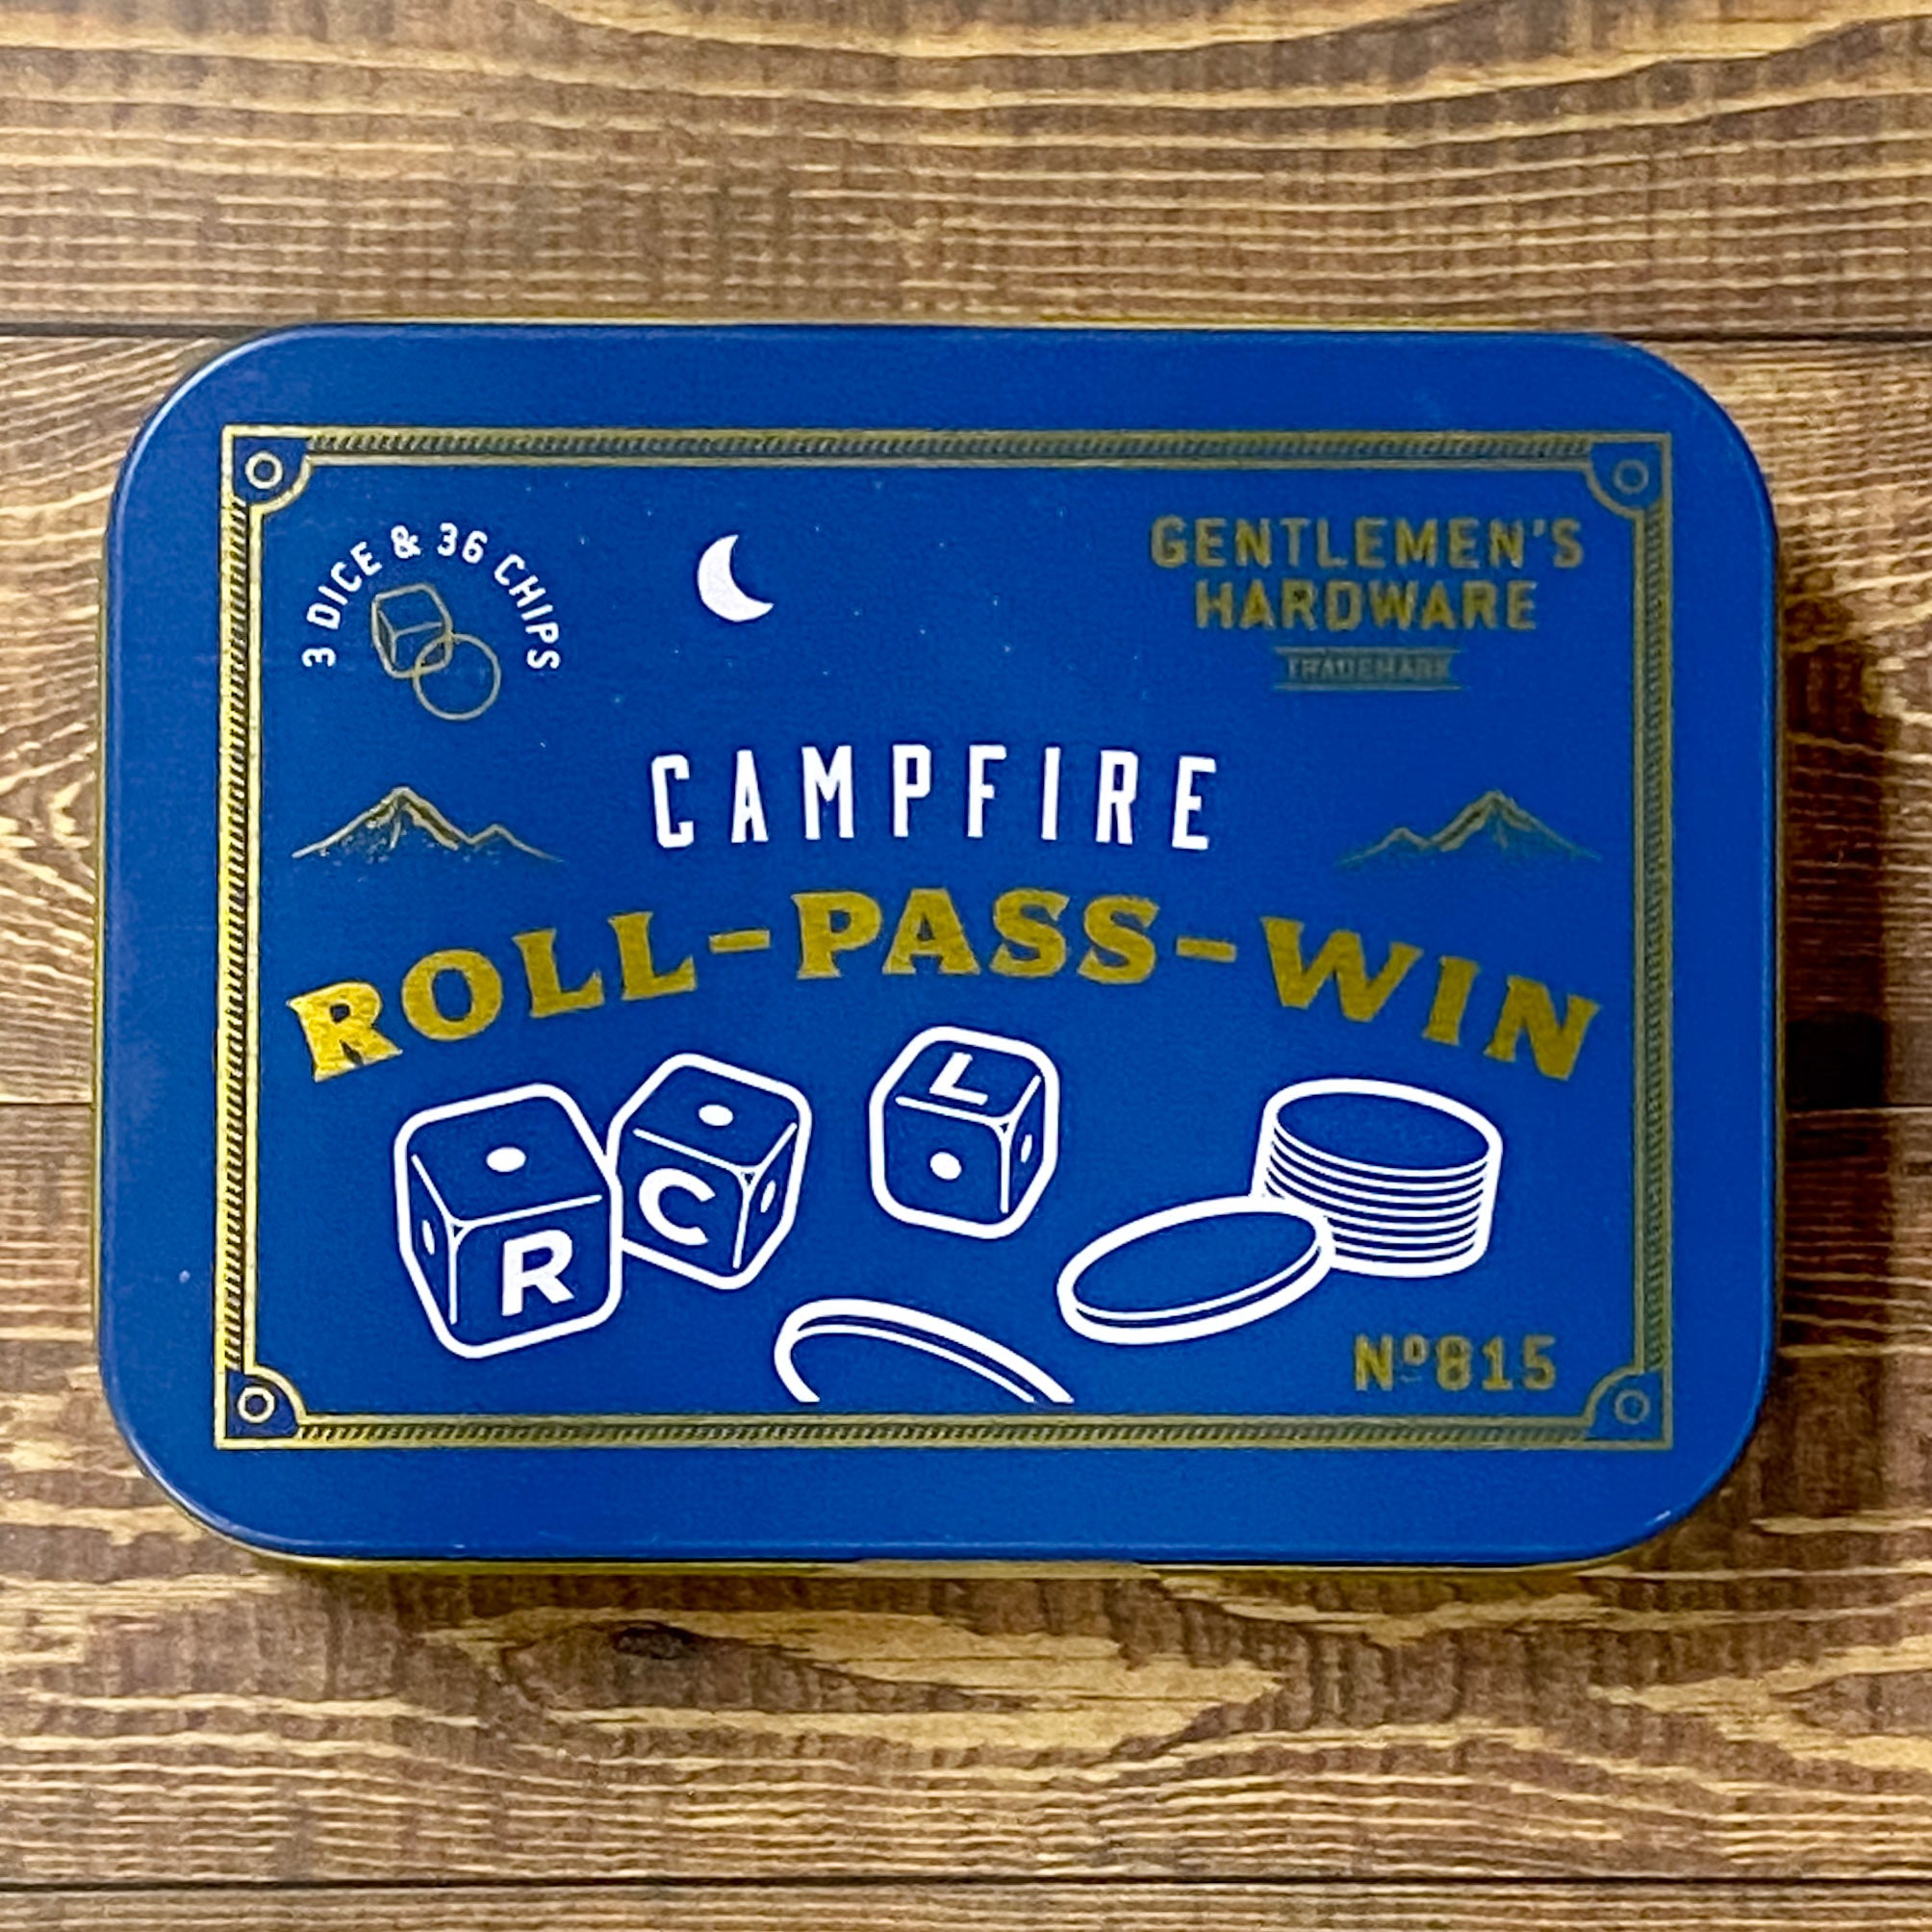 3 DICE & 36 CHIPS
GENTLEMEN'S
HARDWARE
TRADEMARK
CAMPFIRE
ROLL-PASS-WIN
R
C
L
Nº815